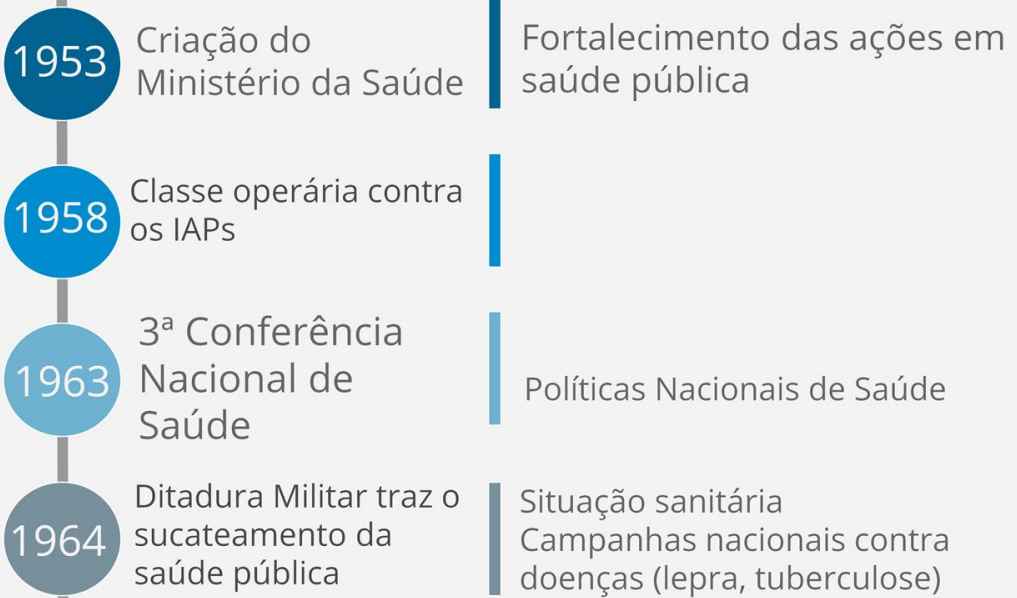 1953
Criação do
Ministério da Saúde
Fortalecimento das ações em
saúde pública
1958
Classe operária contra
os IAPs
1963
3ª Conferência
Nacional de
Saúde
Políticas Nacionais de Saúde
1964
Ditadura Militar traz o
sucateamento da
saúde pública
Situação sanitária
Campanhas nacionais contra
doenças (lepra, tuberculose)